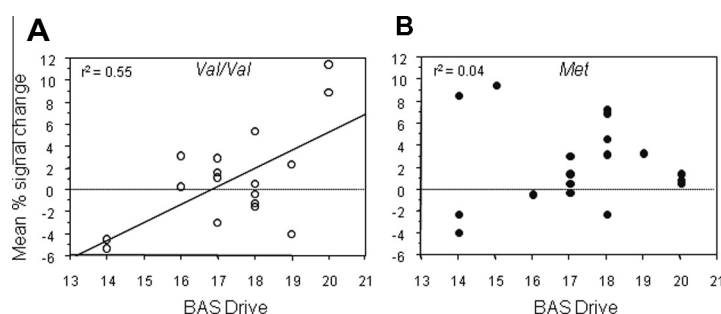 A
B
r² = 0.55
Val/Val
r² = 0.04
Met
Mean % signal change
12
10
8
6
4
2
0
-2
-4
-6
13 14 15 16 17 18 19 20 21
BAS Drive
12
10
8
6
4
2
0
-2
-4
-6
13 14 15 16 17 18 19 20 21
BAS Drive